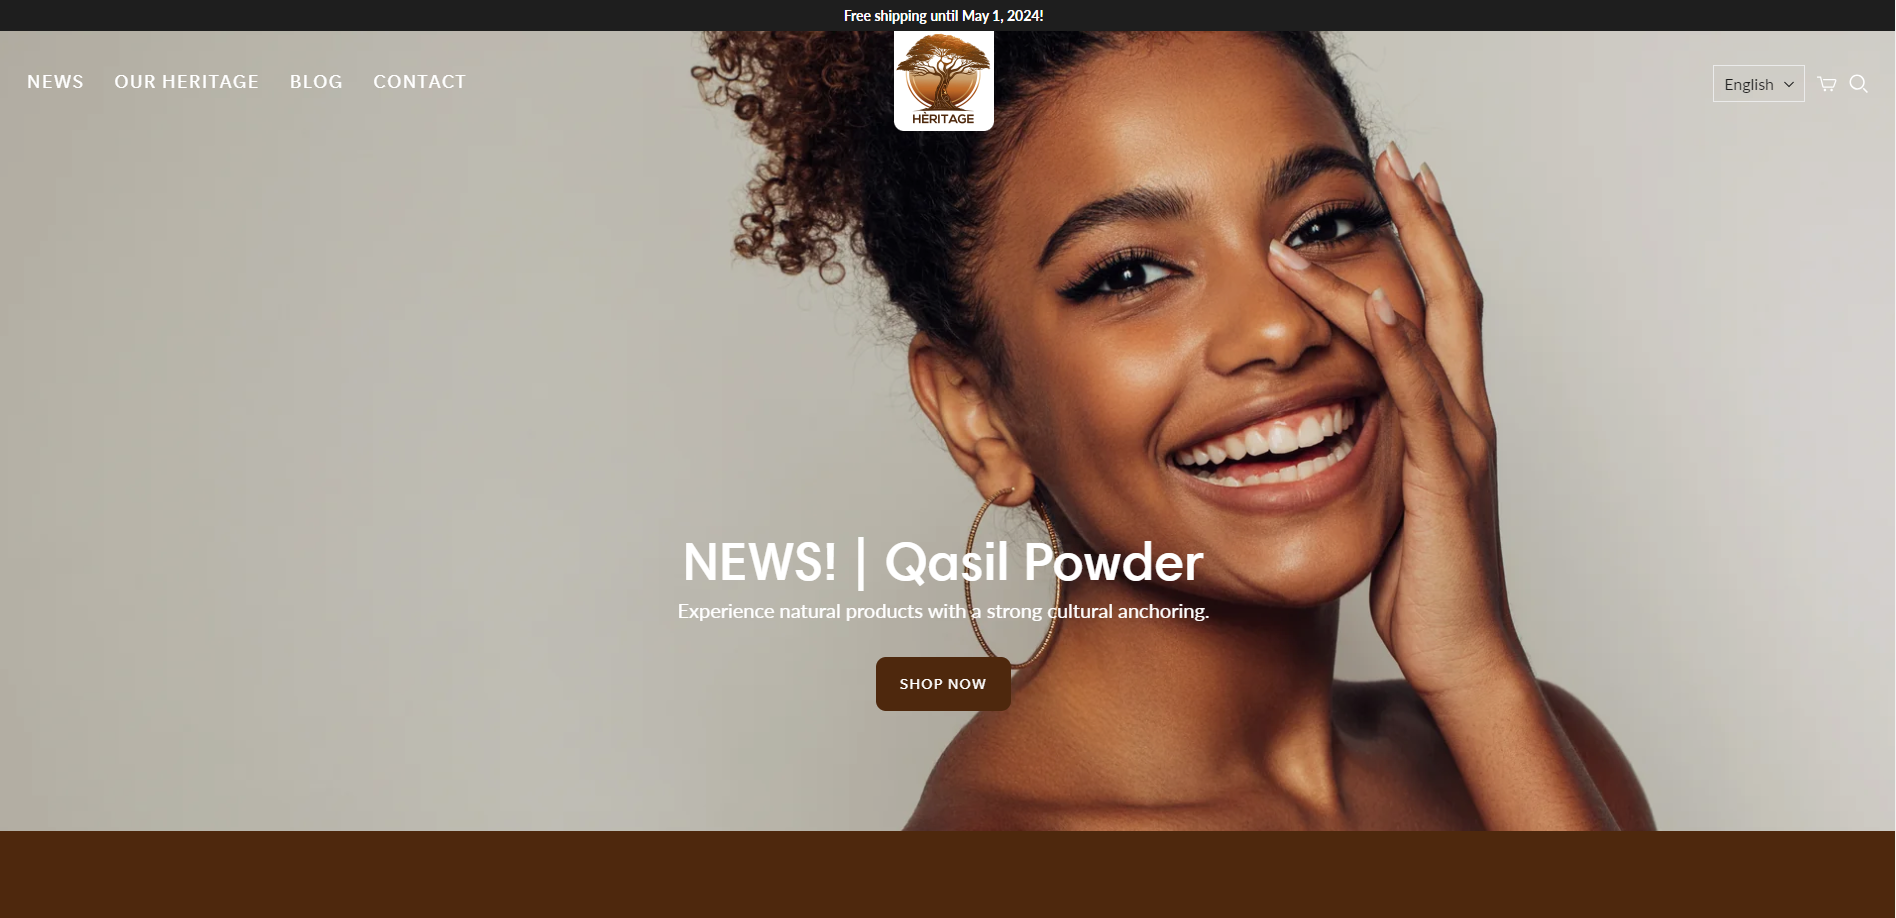 Free shipping until May 1, 2024!
NEWS
OUR HERITAGE
BLOG
CONTACT
HÈRITAGE
English
NEWS! | Qasil Powder
Experience natural products with a strong cultural anchoring.
SHOP NOW